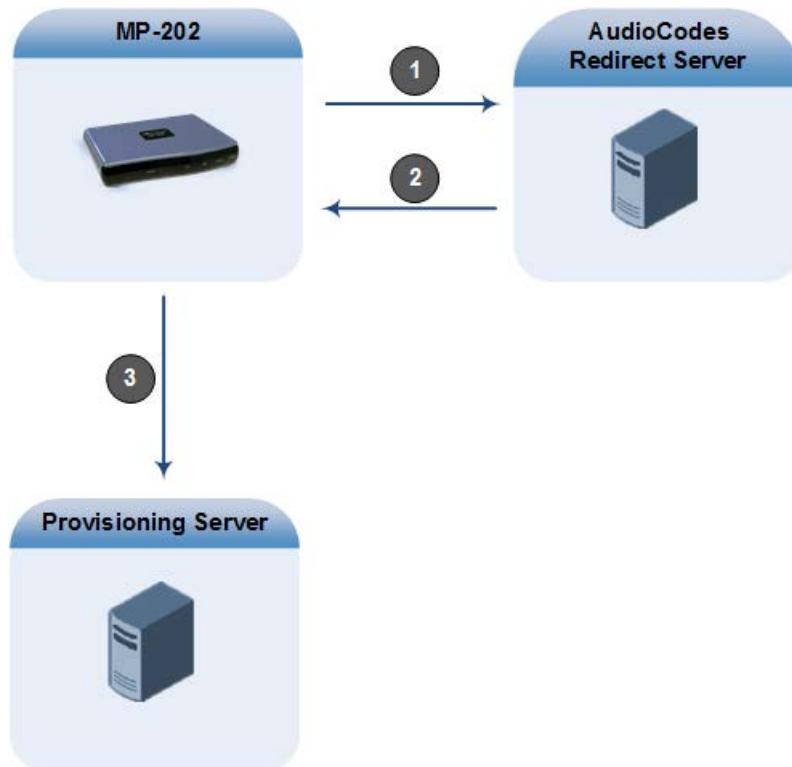 MP-202
AudioCodes
Redirect Server
1
2
3
Provisioning Server